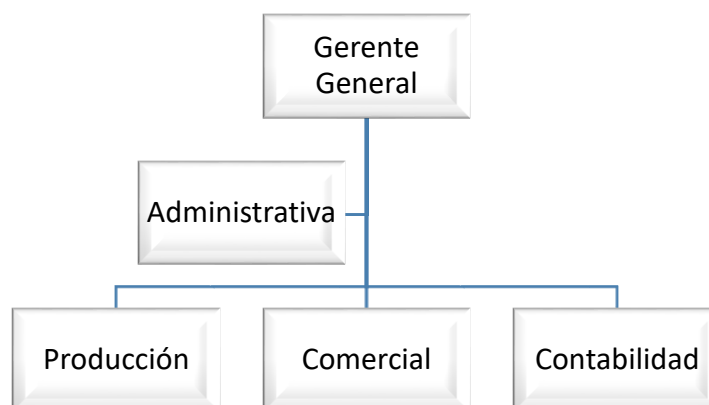 Gerente
General
Administrativa
Producción
Comercial
Contabilidad